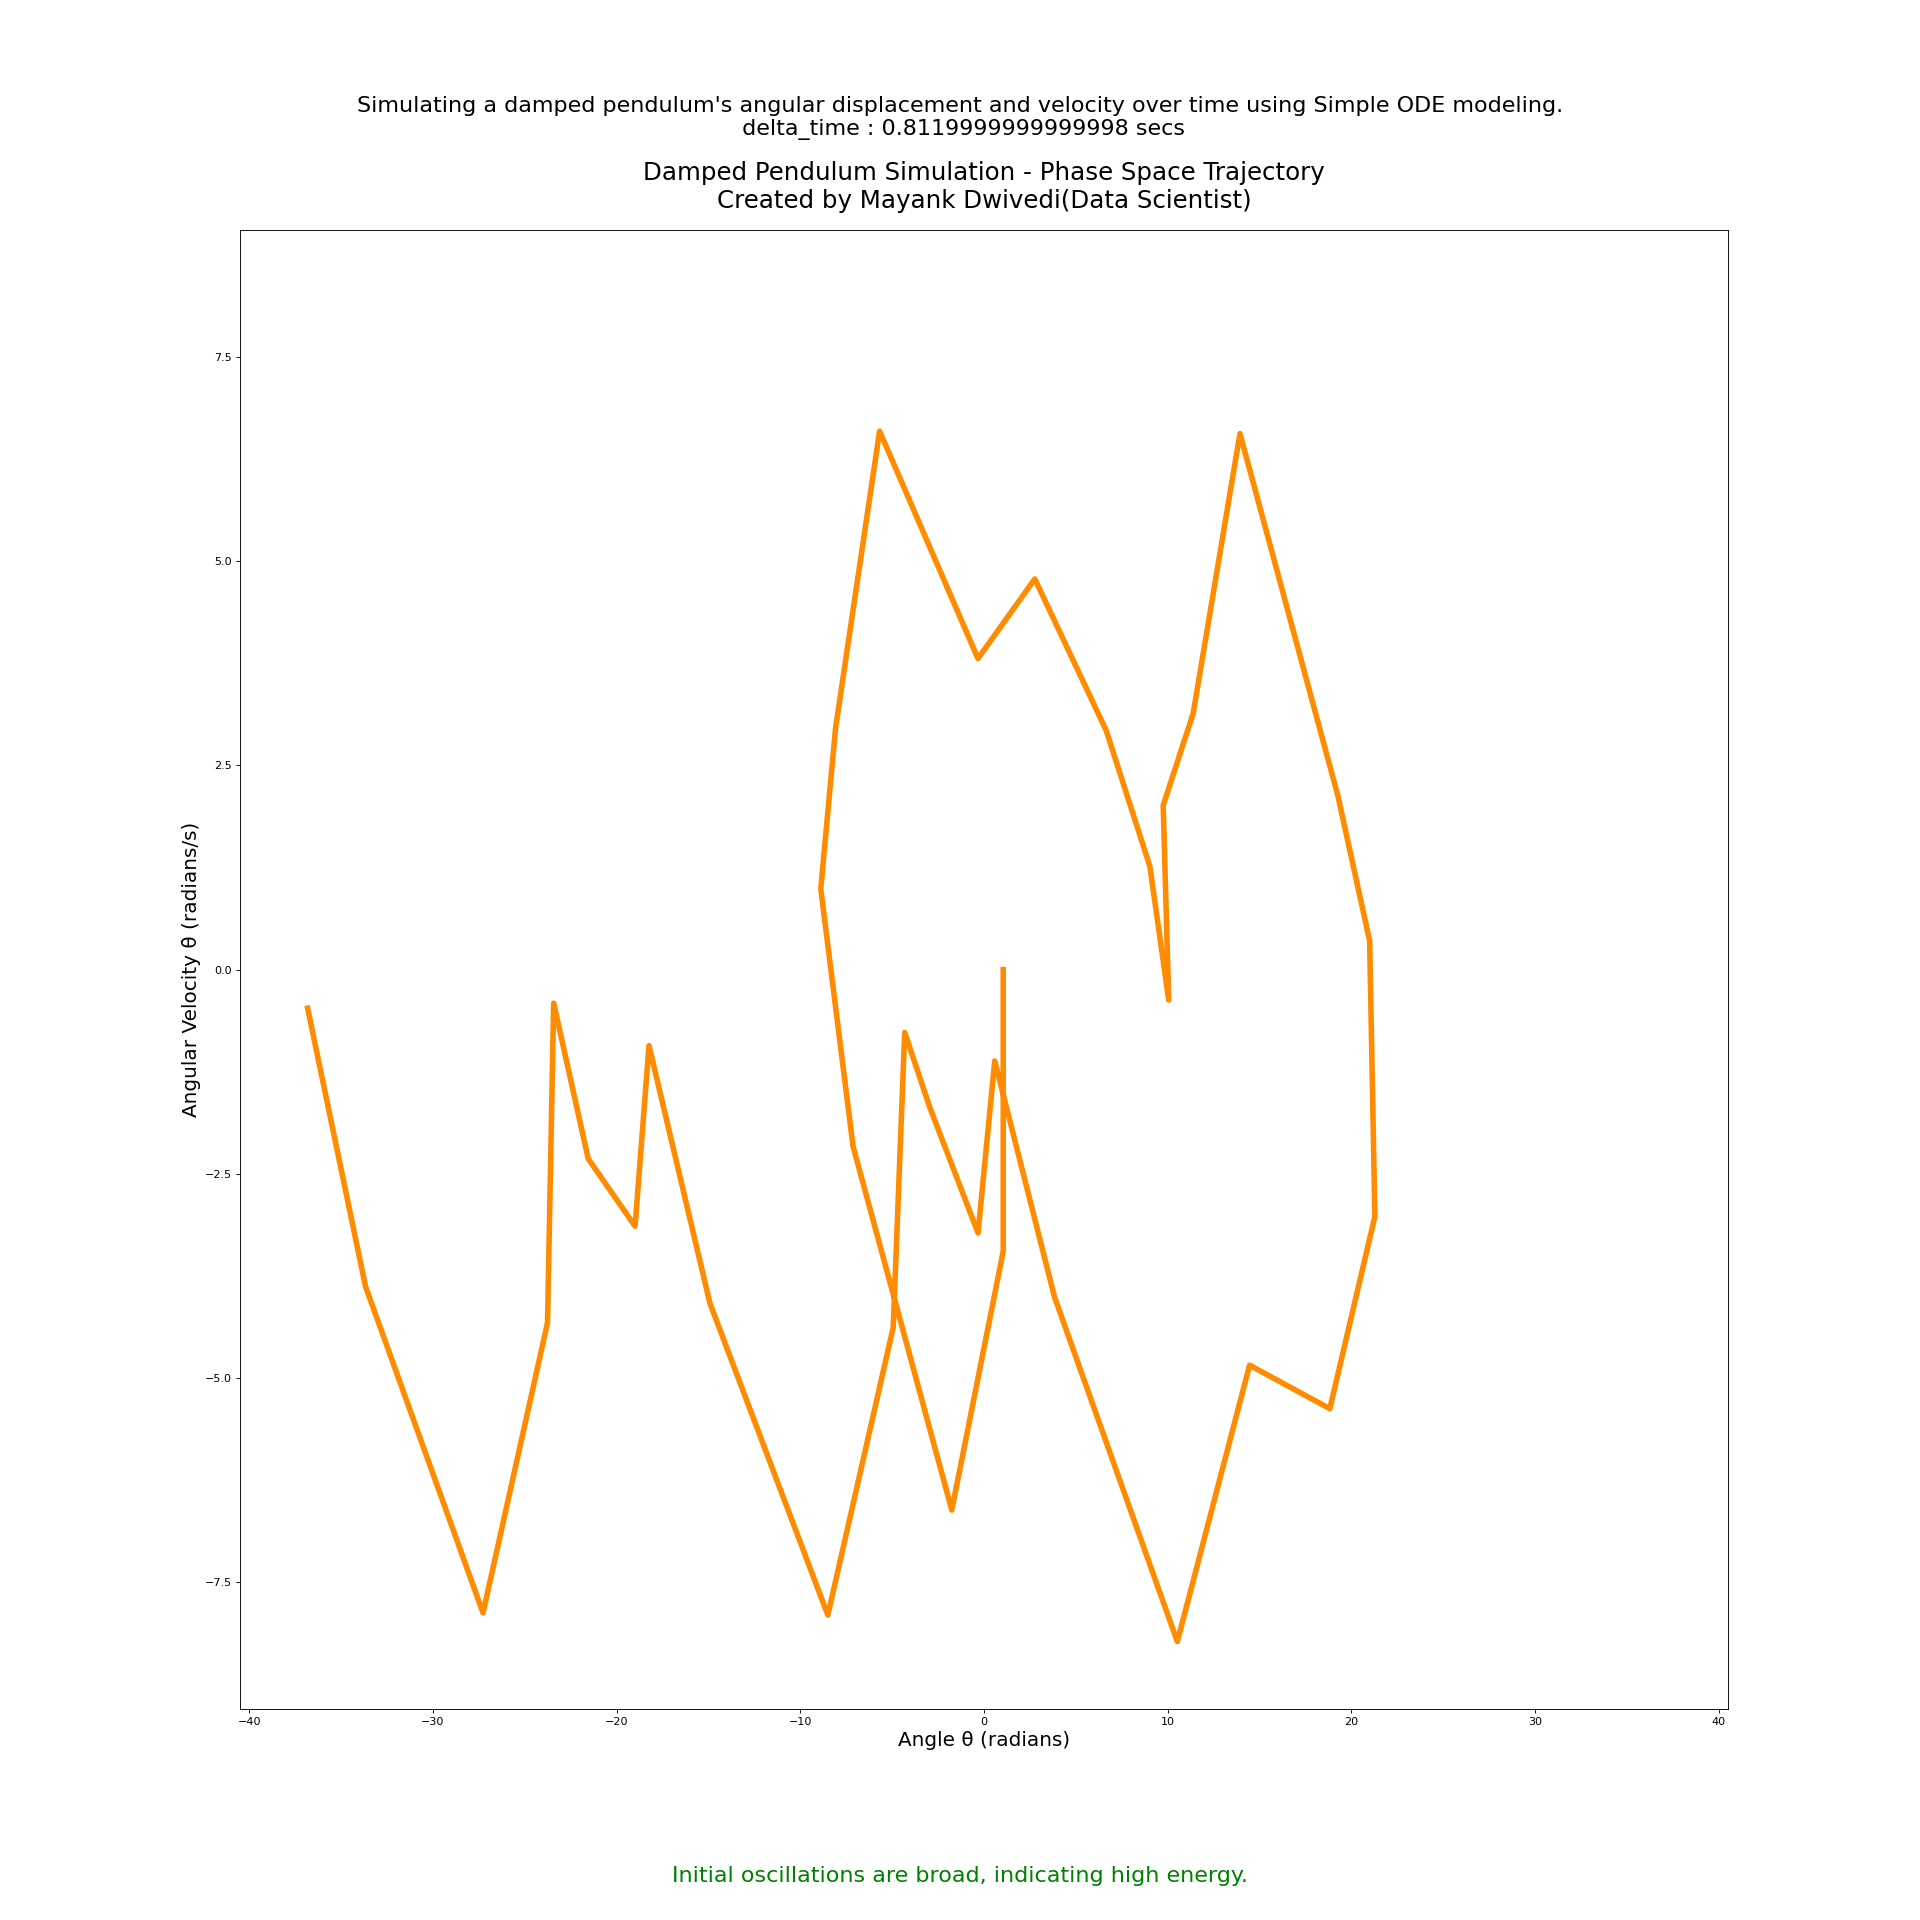 Simulating a damped pendulum's angular displacement and velocity over time using Simple ODE modeling.
delta_time : 0.8119999999999998 secs
Damped Pendulum Simulation - Phase Space Trajectory
Created by Mayank Dwivedi(Data Scientist)
Angular Velocity θ̇ (radians/s)
7.5
5.0
2.5
0.0
−2.5
−5.0
−7.5
−40
−30
−20
−10
0
10
20
30
40
Angle θ (radians)
Initial oscillations are broad, indicating high energy.